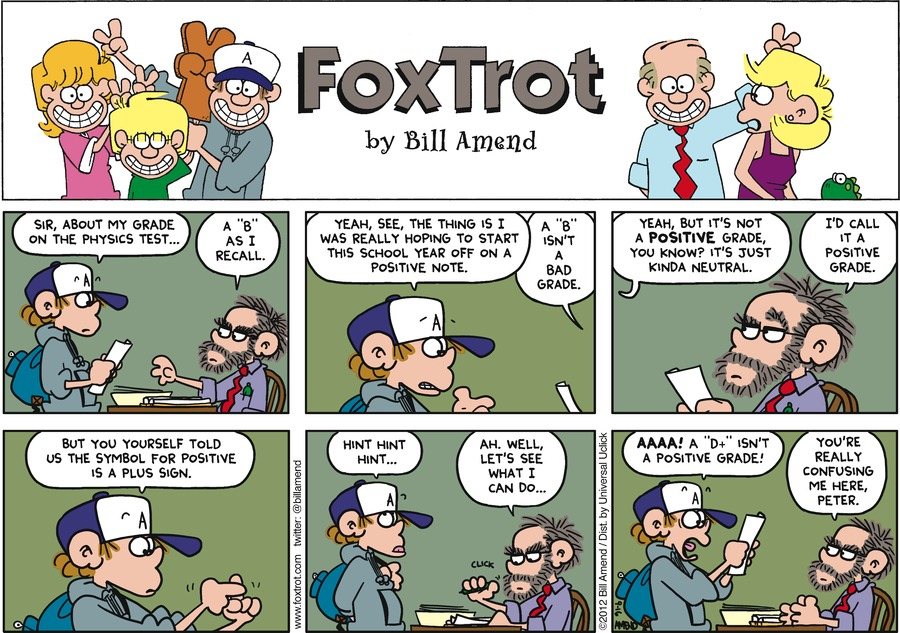 A
FoxTrot
by Bill Amend
SIR, ABOUT MY GRADE
ON THE PHYSICS TEST...
A "B"
AS I
RECALL.
YEAH, SEE, THE THING IS I
WAS REALLY HOPING TO START
THIS SCHOOL YEAR OFF ON A
POSITIVE NOTE.
A "B"
ISN'T
A
BAD
GRADE.
A
YEAH, BUT IT'S NOT
A POSITIVE GRADE,
YOU KNOW? IT'S JUST
KINDA NEUTRAL.
I'D CALL
IT A
POSITIVE
GRADE.
BUT YOU YOURSELF TOLD
US THE SYMBOL FOR POSITIVE
IS A PLUS SIGN.
A
www.foxtrot.com twitter: @billamend
HINT HINT
HINT...
AH. WELL,
LET'S SEE
WHAT I
CAN DO...
A
CLICK
©2012 Bill Amend / Dist. by Universal Uclick
AAAA! A "D+" ISN'T
A POSITIVE GRADE!
YOU'RE
REALLY
CONFUSING
ME HERE,
PETER.
9-16
AMEND